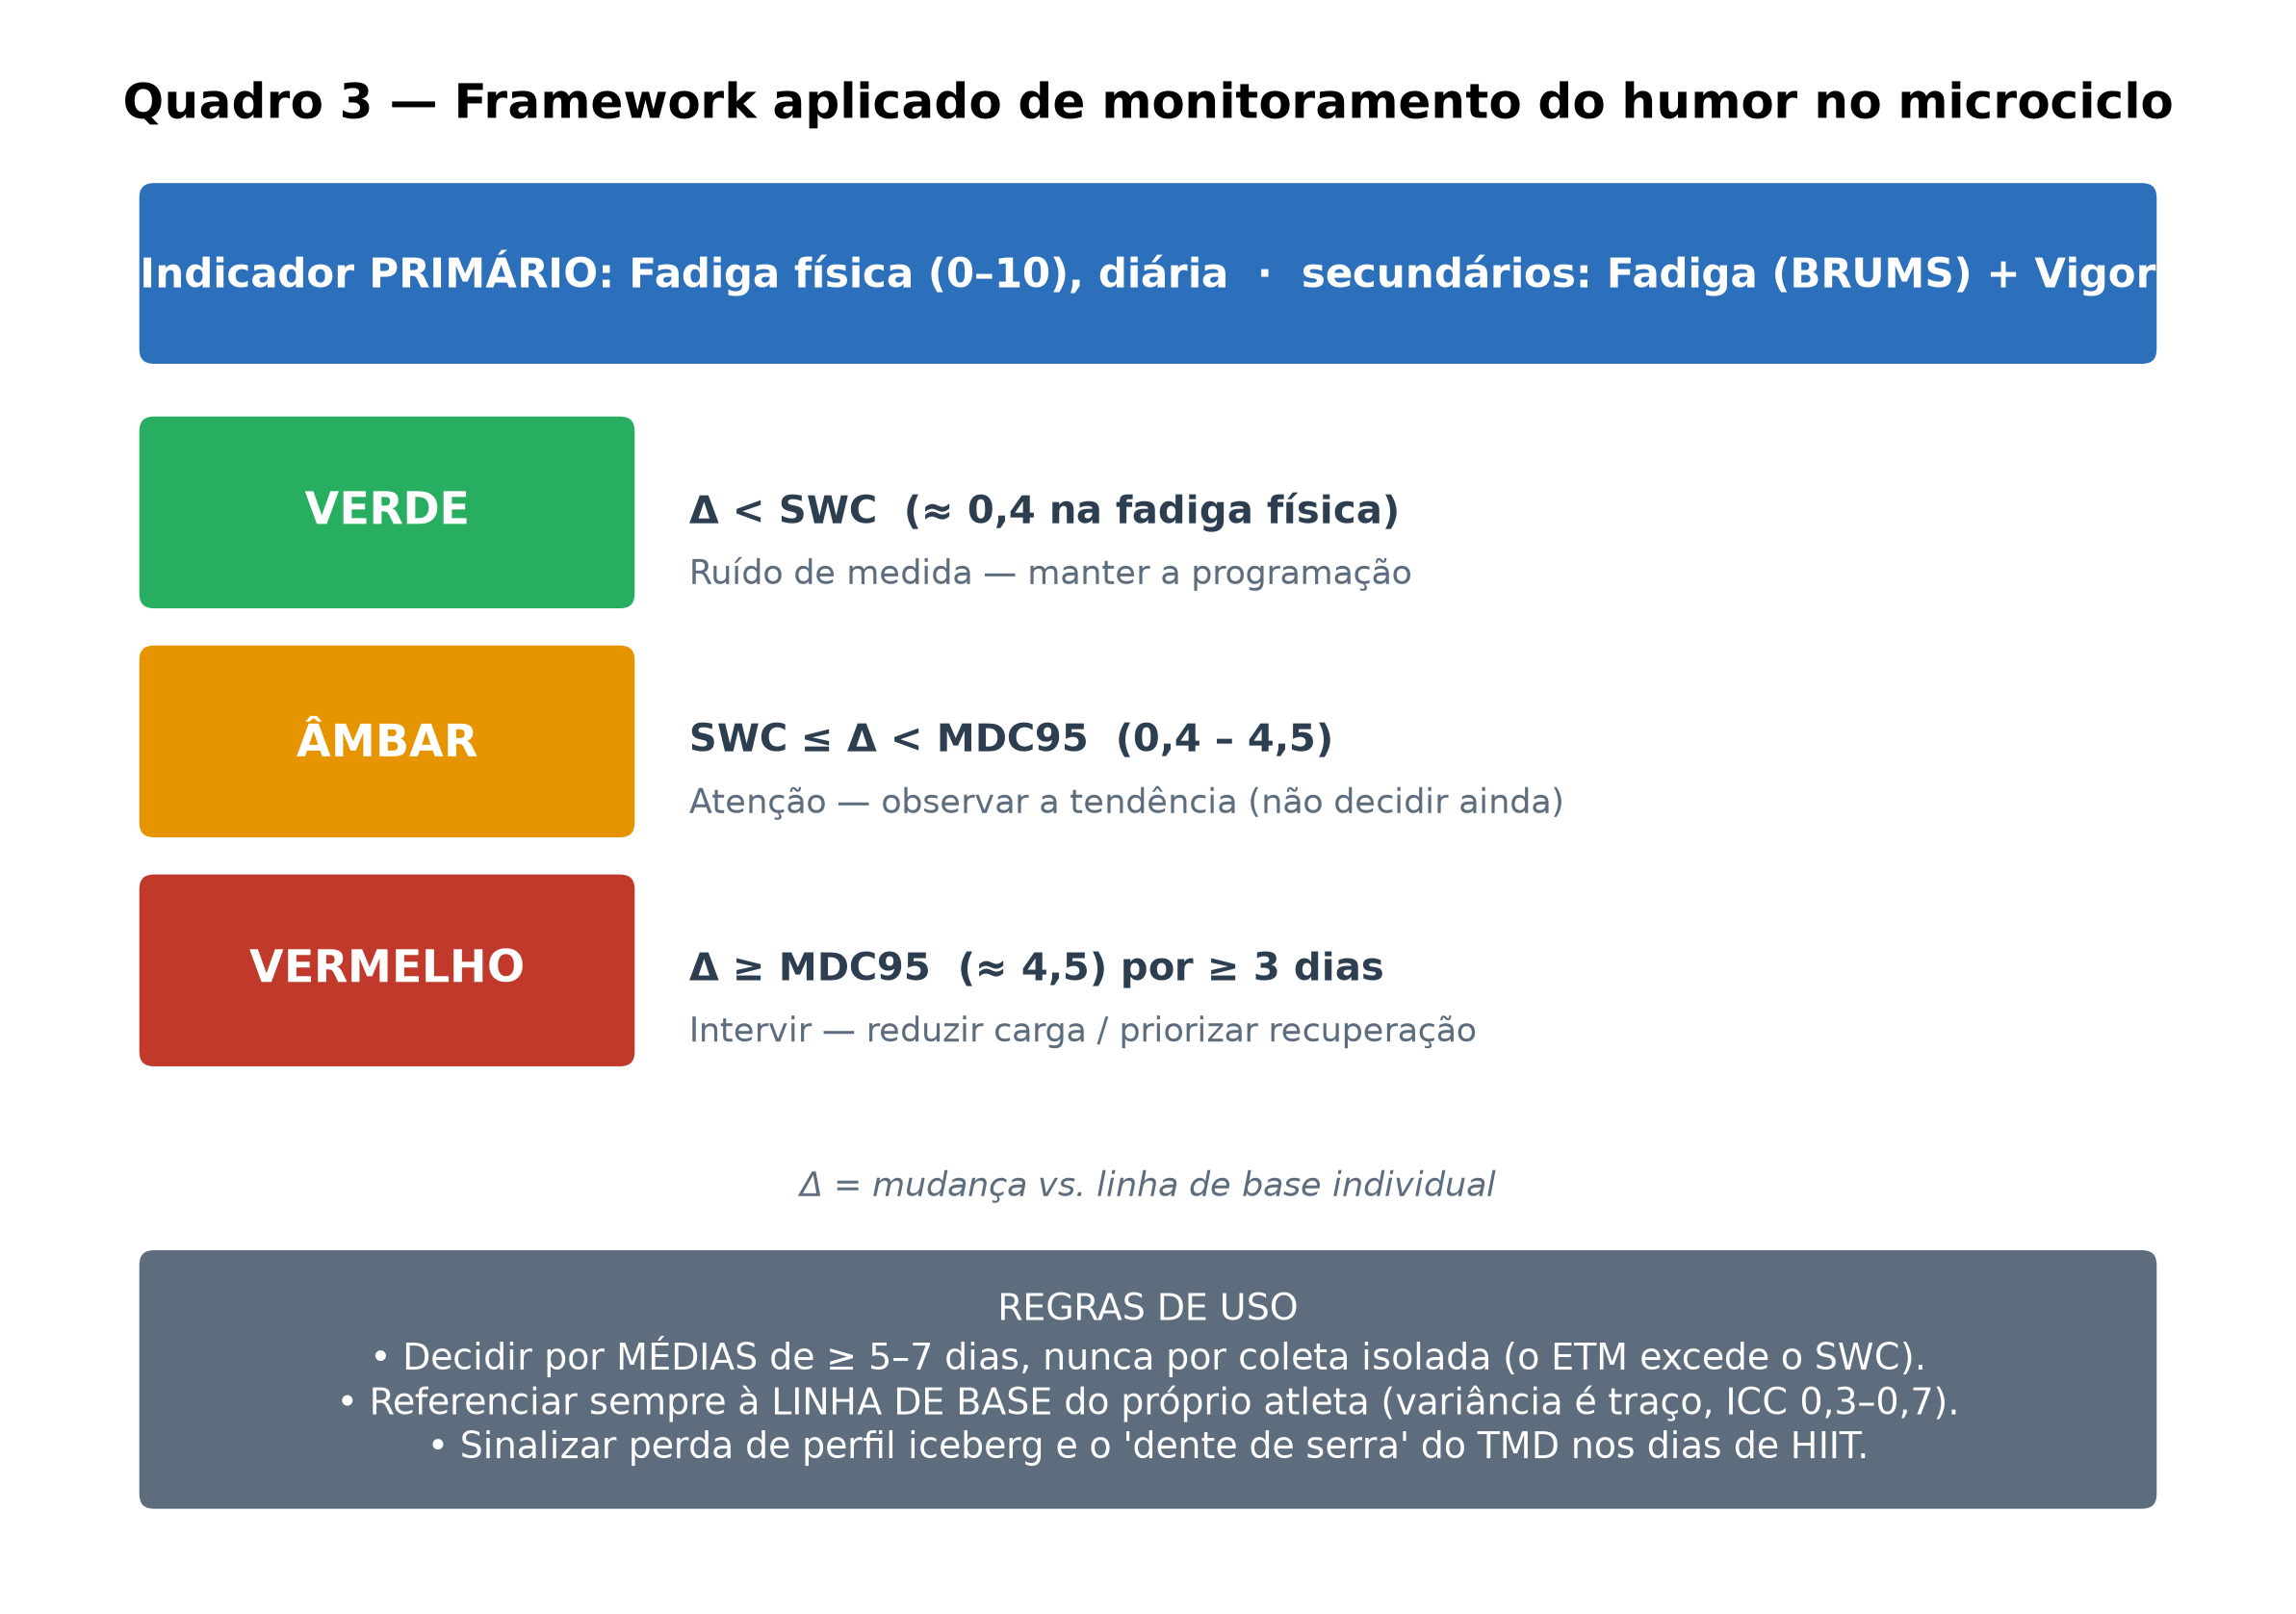 Quadro 3 — Framework aplicado de monitoramento do humor no microciclo
Indicador PRIMÁRIO: Fadiga física (0–10), diária · secundários: Fadiga (BRUMS) + Vigor
VERDE
Δ < SWC (≈ 0,4 na fadiga física)
Ruído de medida — manter a programação
ÂMBAR
SWC ≤ Δ < MDC95 (0,4 – 4,5)
Atenção — observar a tendência (não decidir ainda)
VERMELHO
Δ ≥ MDC95 (≈ 4,5) por ≥ 3 dias
Intervir — reduzir carga / priorizar recuperação
Δ = mudança vs. linha de base individual
REGRAS DE USO
• Decidir por MÉDIAS de ≥ 5–7 dias, nunca por coleta isolada (o ETM excede o SWC).
• Referenciar sempre à LINHA DE BASE do próprio atleta (variância é traço, ICC 0,3–0,7).
• Sinalizar perda de perfil iceberg e o 'dente de serra' do TMD nos dias de HIIT.